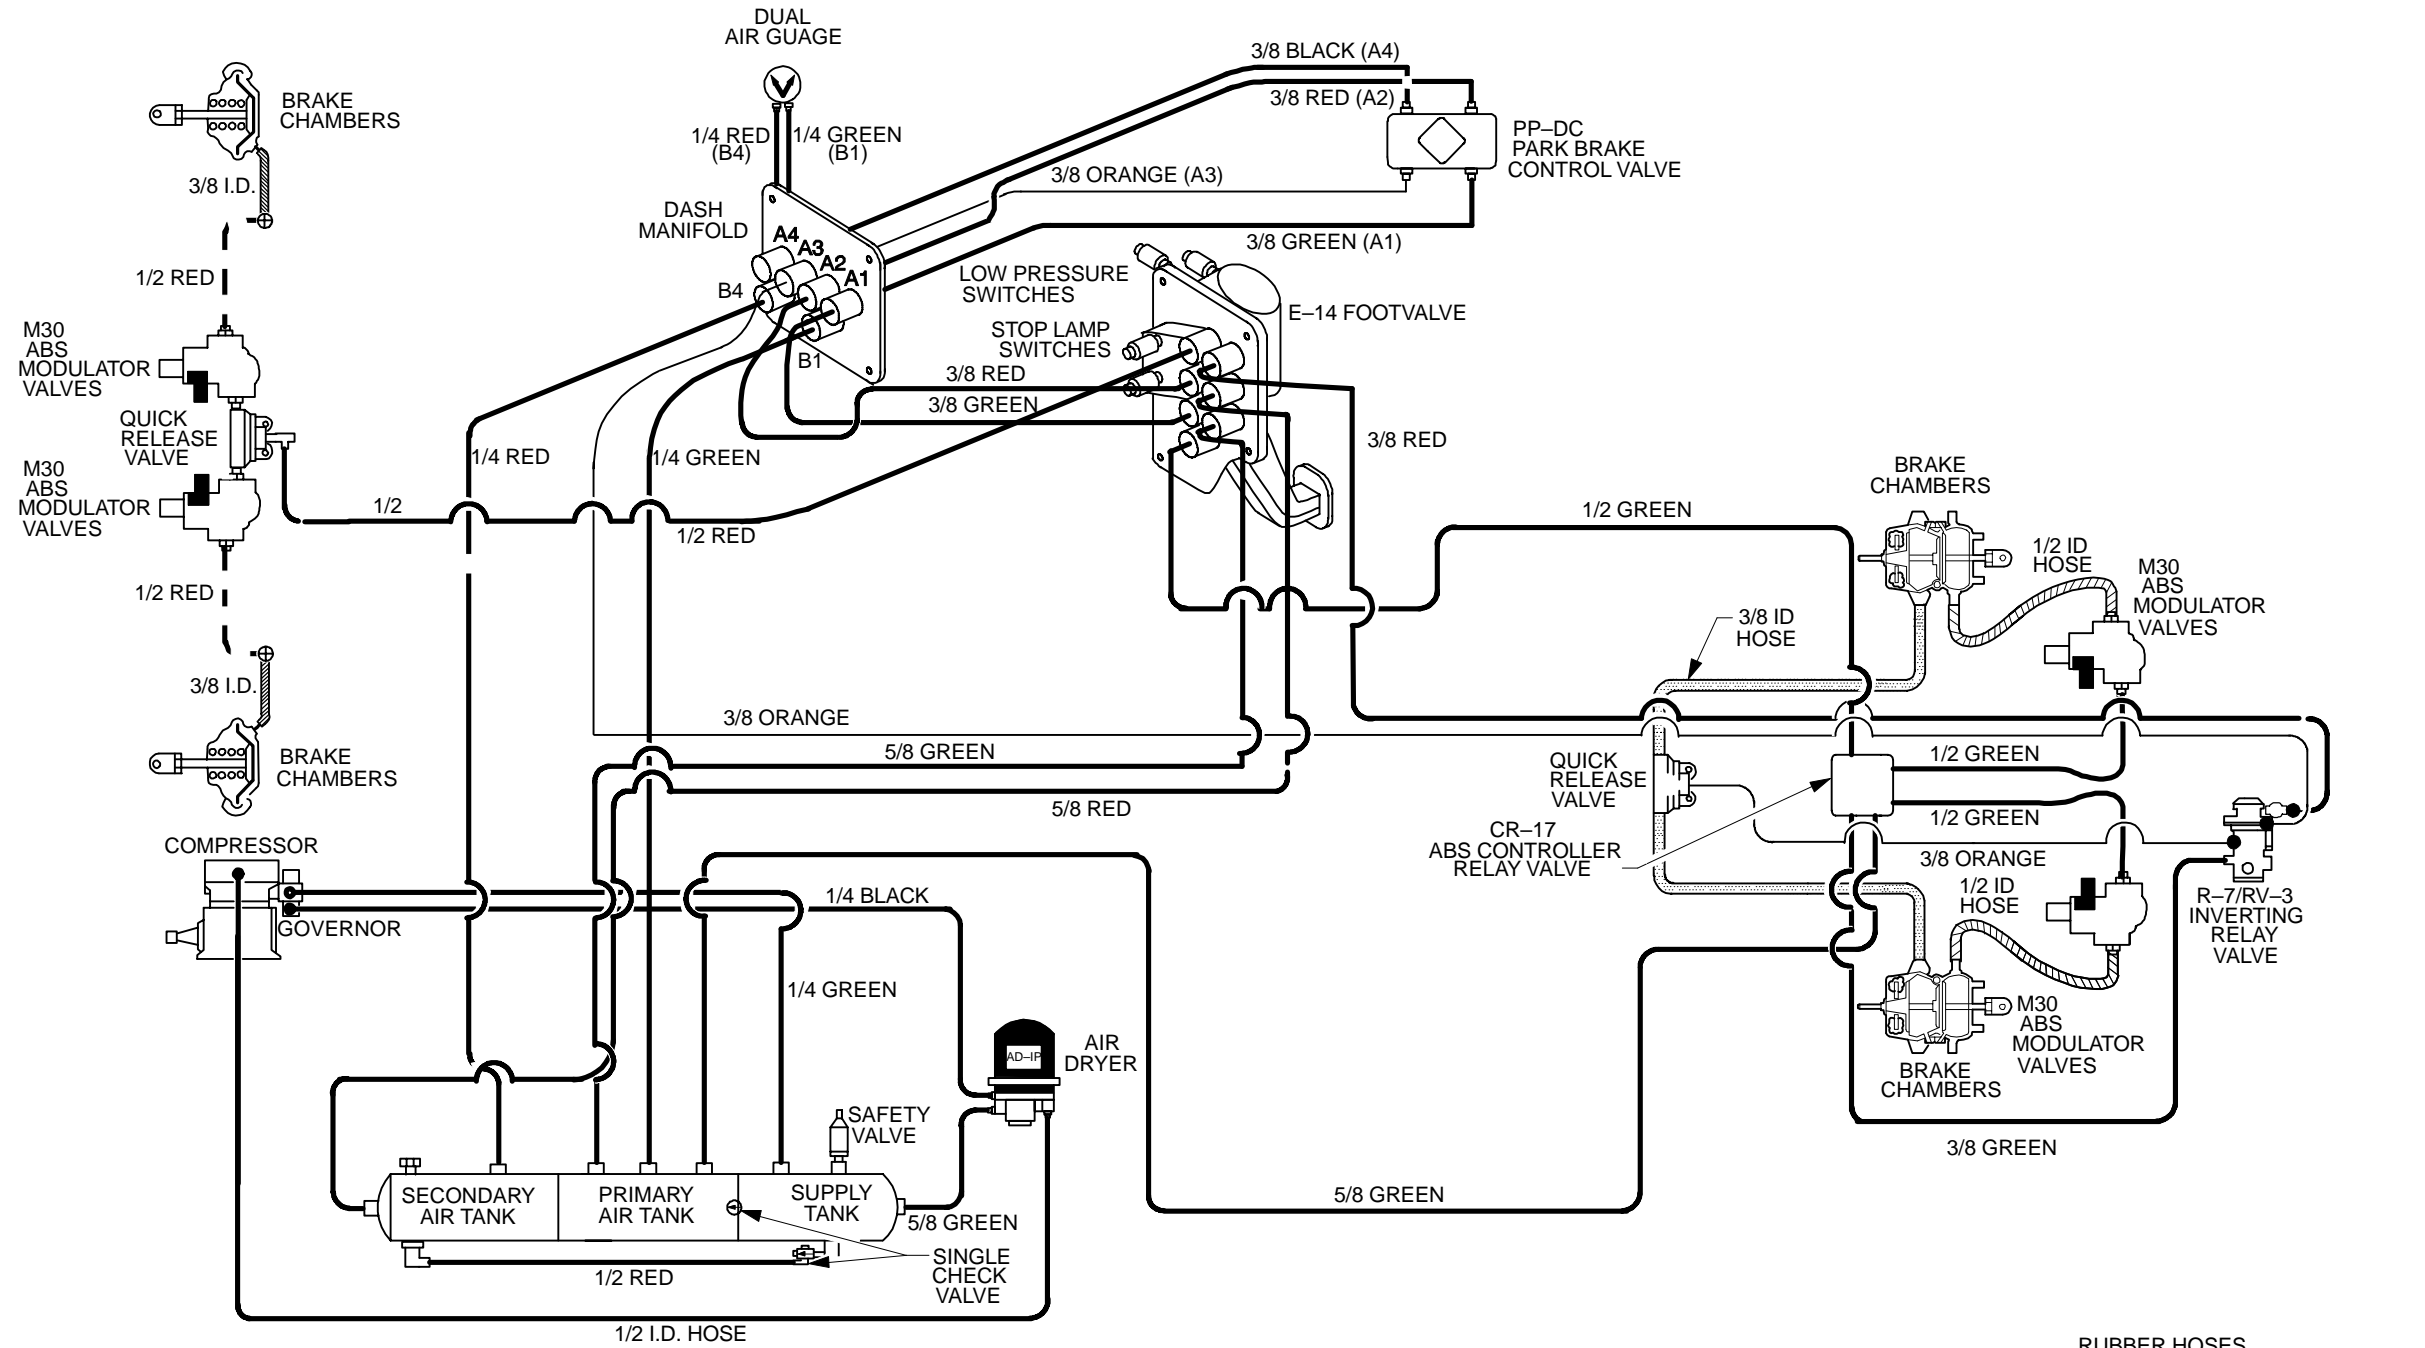 DUAL
AIR GUAGE
3/8 BLACK (A4)
3/8 RED (A2)
BRAKE
CHAMBERS
1/4 RED
(B4)
1/4 GREEN
(B1)
PP–DC
PARK BRAKE
CONTROL VALVE
3/8 I.D.
3/8 ORANGE (A3)
DASH
MANIFOLD
A4
A3
A2
A1
B4
B1
3/8 GREEN (A1)
1/2 RED
LOW PRESSURE
SWITCHES
E–14 FOOTVALVE
STOP LAMP
SWITCHES
M30
ABS
MODULATOR
VALVES
3/8 RED
3/8 GREEN
QUICK
RELEASE
VALVE
3/8 RED
1/4 RED
1/4 GREEN
M30
ABS
MODULATOR
VALVES
BRAKE
CHAMBERS
1/2
1/2 RED
1/2 GREEN
1/2 ID
HOSE
M30
ABS
MODULATOR
VALVES
1/2 RED
3/8 ID
HOSE
3/8 I.D.
3/8 ORANGE
5/8 GREEN
1/2 GREEN
BRAKE
CHAMBERS
QUICK
RELEASE
VALVE
5/8 RED
1/2 GREEN
CR–17
ABS CONTROLLER
RELAY VALVE
COMPRESSOR
3/8 ORANGE
1/4 BLACK
1/2 ID
HOSE
R–7/RV–3
INVERTING
RELAY
VALVE
GOVERNOR
1/4 GREEN
M30
ABS
MODULATOR
VALVES
AD–IP
AIR
DRYER
BRAKE
CHAMBERS
SAFETY
VALVE
3/8 GREEN
SECONDARY
AIR TANK
PRIMARY
AIR TANK
SUPPLY
TANK
5/8 GREEN
5/8 GREEN
SINGLE
CHECK
VALVE
1/2 RED
1/2 I.D. HOSE
RUBBER HOSES